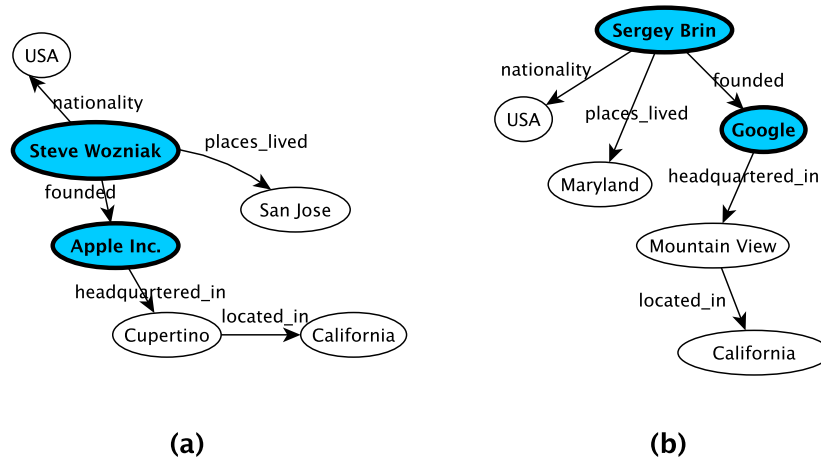 USA
nationality
Steve Wozniak
places_lived
founded
San Jose
Apple Inc.
headquartered_in
located_in
Cupertino
California
(a)
Sergey Brin
nationality
founded
places_lived
USA
Google
headquartered_in
Maryland
Mountain View
located_in
California
(b)